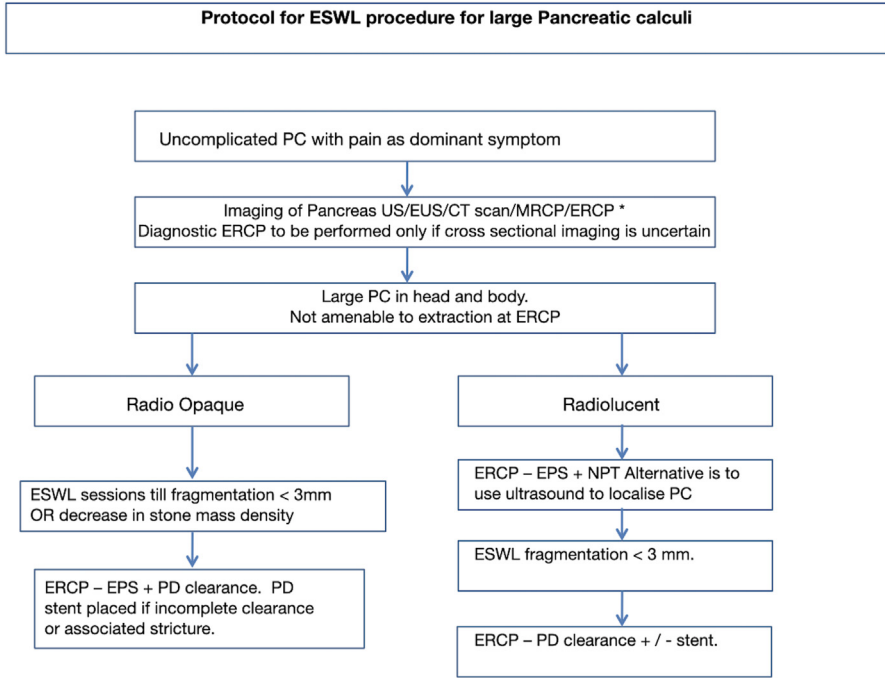 Protocol for ESWL procedure for large Pancreatic calculi
Uncomplicated PC with pain as dominant symptom
Imaging of Pancreas US/EUS/CT scan/MRCP/ERCP *
Diagnostic ERCP to be performed only if cross sectional imaging is uncertain
Large PC in head and body.
Not amenable to extraction at ERCP
Radio Opaque
ESWL sessions till fragmentation < 3mm
OR decrease in stone mass density
ERCP – EPS + PD clearance. PD
stent placed if incomplete clearance
or associated stricture.
Radiolucent
ERCP – EPS + NPT Alternative is to
use ultrasound to localise PC
ESWL fragmentation < 3 mm.
ERCP – PD clearance + / - stent.